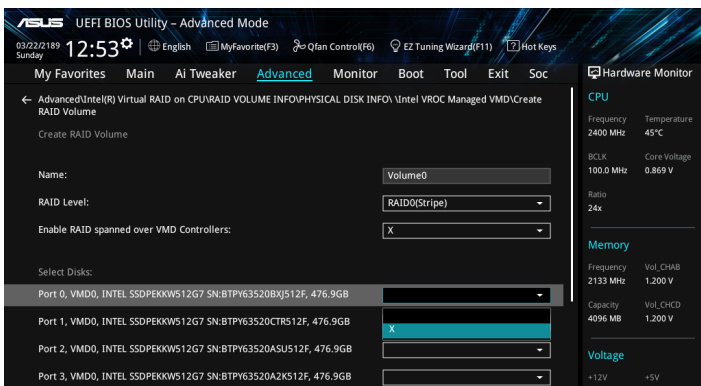 ASUS UEFI BIOS Utility – Advanced Mode
03/22/2189
Sunday
12:53
English
MyFavorite(F3)
Qfan Control(F6)
EZ Tuning Wizard(F11)
? Hot Keys
My Favorites Main Ai Tweaker Advanced Monitor Boot Tool Exit Soc
Advanced\Intel(R) Virtual RAID on CPU\RAID VOLUME INFO\PHYSICAL DISK INFO\ \Intel VROC Managed VMD\Create
RAID Volume
Create RAID Volume
Name: Volume0
RAID Level: RAID0(Stripe)
Enable RAID spanned over VMD Controllers: X
Select Disks:
Port 0, VMD0, INTEL SSDPEKKW512G7 SN:BTPY63520BXJ512F, 476.9GB
Port 1, VMD0, INTEL SSDPEKKW512G7 SN:BTPY63520CTR512F, 476.9GB
X
Port 2, VMD0, INTEL SSDPEKKW512G7 SN:BTPY63520ASU512F, 476.9GB
Port 3, VMD0, INTEL SSDPEKKW512G7 SN:BTPY63520A2K512F, 476.9GB
Hardware Monitor
CPU
Frequency Temperature
2400 MHz 45°C
BCLK Core Voltage
100.0 MHz 0.869 V
Ratio
24x
Memory
Frequency Vol_CHAB
2133 MHz 1.200 V
Capacity Vol_CHCD
4096 MB 1.200 V
Voltage
+12V +5V